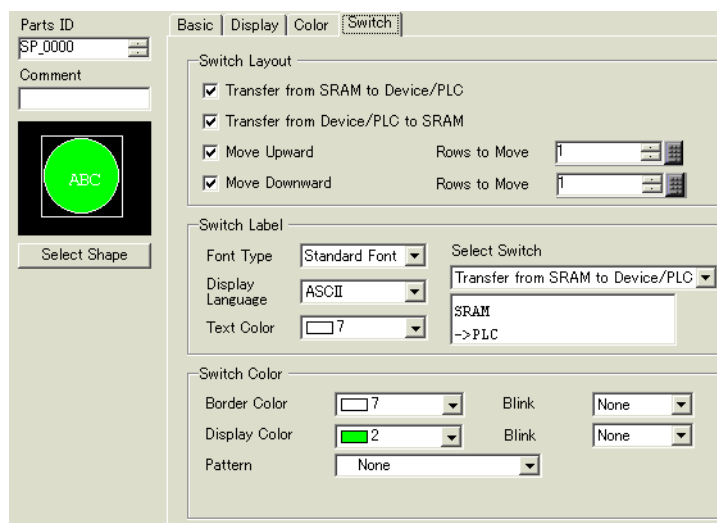 Parts ID
SP_0000
Comment
ABC
Select Shape
Basic Display Color Switch
Switch Layout
Transfer from SRAM to Device/PLC
Transfer from Device/PLC to SRAM
Move Upward Rows to Move 1
Move Downward Rows to Move 1
Switch Label
Font Type Standard Font Select Switch
Display Language ASCII Transfer from SRAM to Device/PLC
Text Color 7
SRAM
->PLC
Switch Color
Border Color 7 Blink None
Display Color 2 Blink None
Pattern None